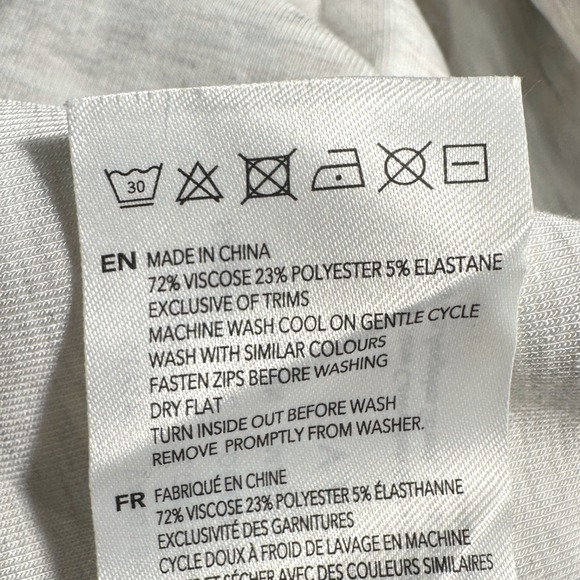 30
EN MADE IN CHINA
72% VISCOSE 23% POLYESTER 5% ELASTANE
EXCLUSIVE OF TRIMS
MACHINE WASH COOL ON GENTLE CYCLE
WASH WITH SIMILAR COLOURS
FASTEN ZIPS BEFORE WASHING
DRY FLAT
TURN INSIDE OUT BEFORE WASH
REMOVE PROMPTLY FROM WASHER.
FR FABRIQUÉ EN CHINE
72% VISCOSE 23% POLYESTER 5% ÉLASTHANNE
EXCLUSIVITÉ DES GARNITURES
CYCLE DOUX À FROID DE LAVAGE EN MACHINE
ET SÉCHER AVEC DES COULEURS SIMILAIRES